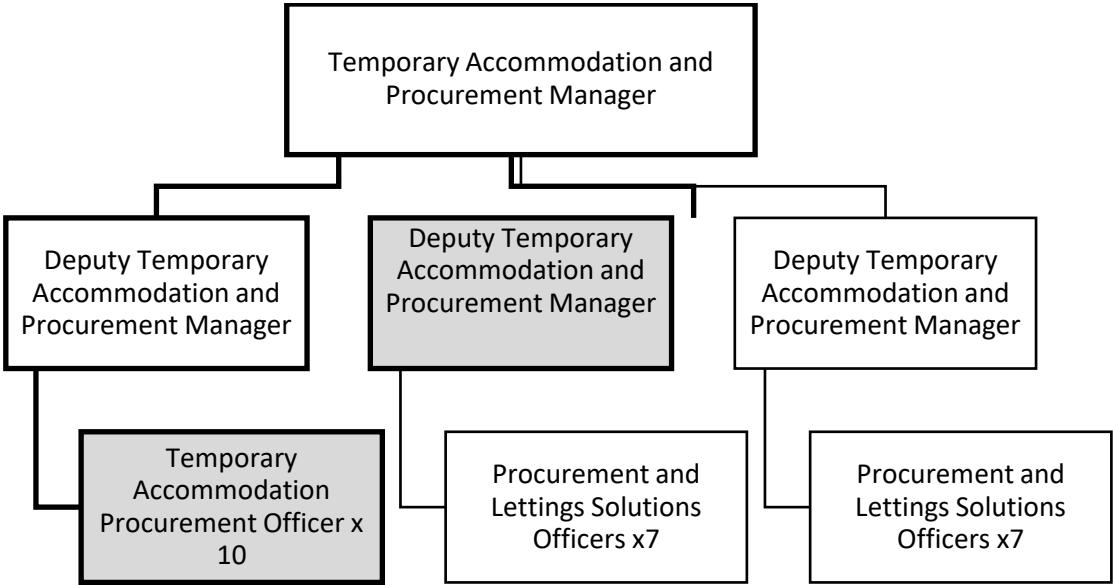 Temporary Accommodation and
Procurement Manager
Deputy Temporary
Accommodation and
Procurement Manager
Deputy Temporary
Accommodation and
Procurement Manager
Deputy Temporary
Accommodation and
Procurement Manager
Temporary
Accommodation
Procurement Officer x
10
Procurement and
Lettings Solutions
Officers x7
Procurement and
Lettings Solutions
Officers x7